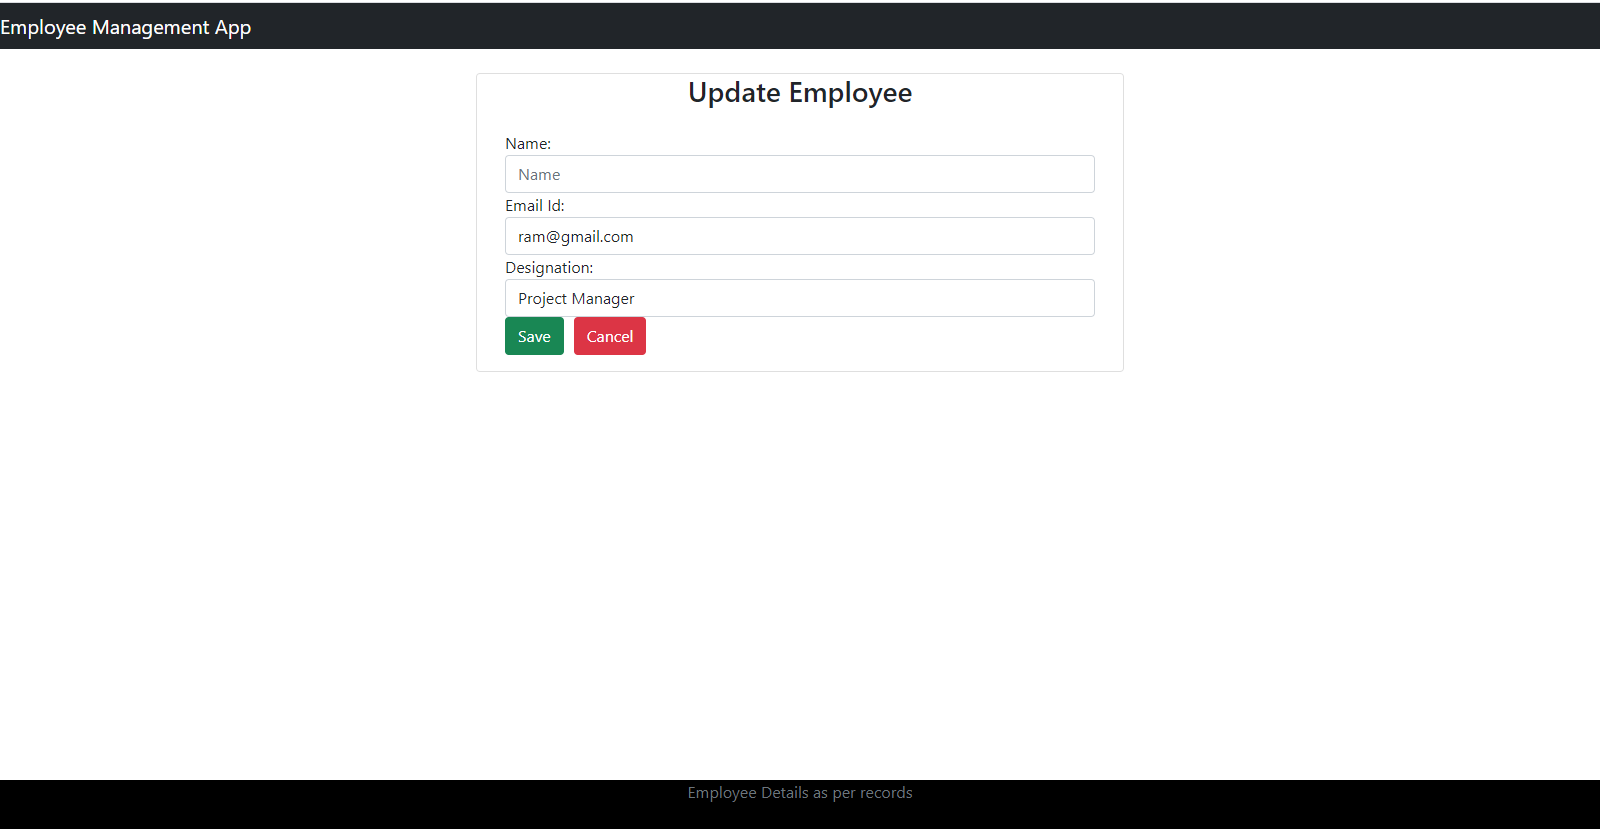 Employee Management App
Update Employee
Name:
Name
Email Id:
ram@gmail.com
Designation:
Project Manager
Save Cancel
Employee Details as per records